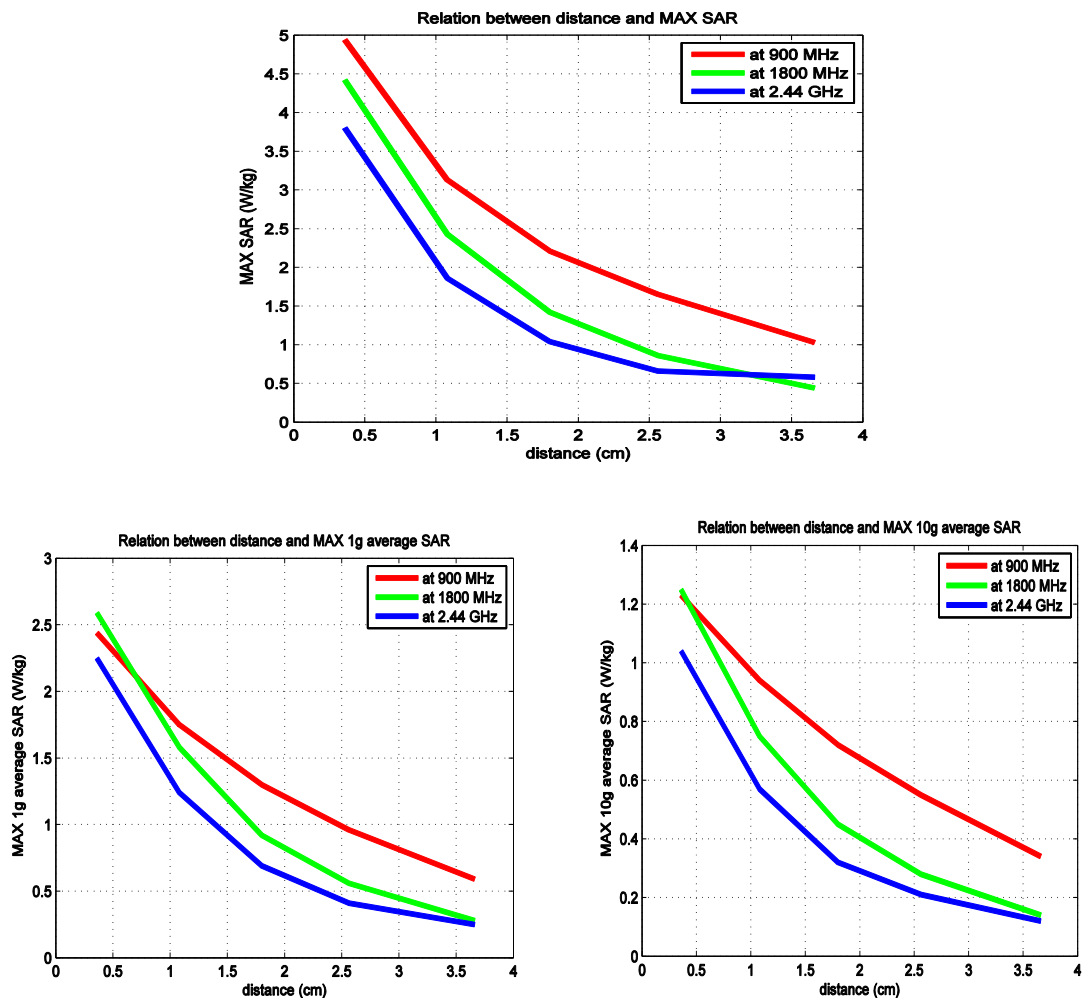 Relation between distance and MAX SAR
at 900 MHz
at 1800 MHz
at 2.44 GHz
MAX SAR (W/kg)
5
4.5
4
3.5
3
2.5
2
1.5
1
0.5
0
0 0.5 1 1.5 2 2.5 3 3.5 4
distance (cm)
Relation between distance and MAX 1g average SAR
at 900 MHz
at 1800 MHz
at 2.44 GHz
MAX 1g average SAR (W/kg)
3
2.5
2
1.5
1
0.5
0
0 0.5 1 1.5 2 2.5 3 3.5 4
distance (cm)
Relation between distance and MAX 10g average SAR
at 900 MHz
at 1800 MHz
at 2.44 GHz
MAX 10g average SAR (W/kg)
1.4
1.2
1
0.8
0.6
0.4
0.2
0
0 0.5 1 1.5 2 2.5 3 3.5 4
distance (cm)